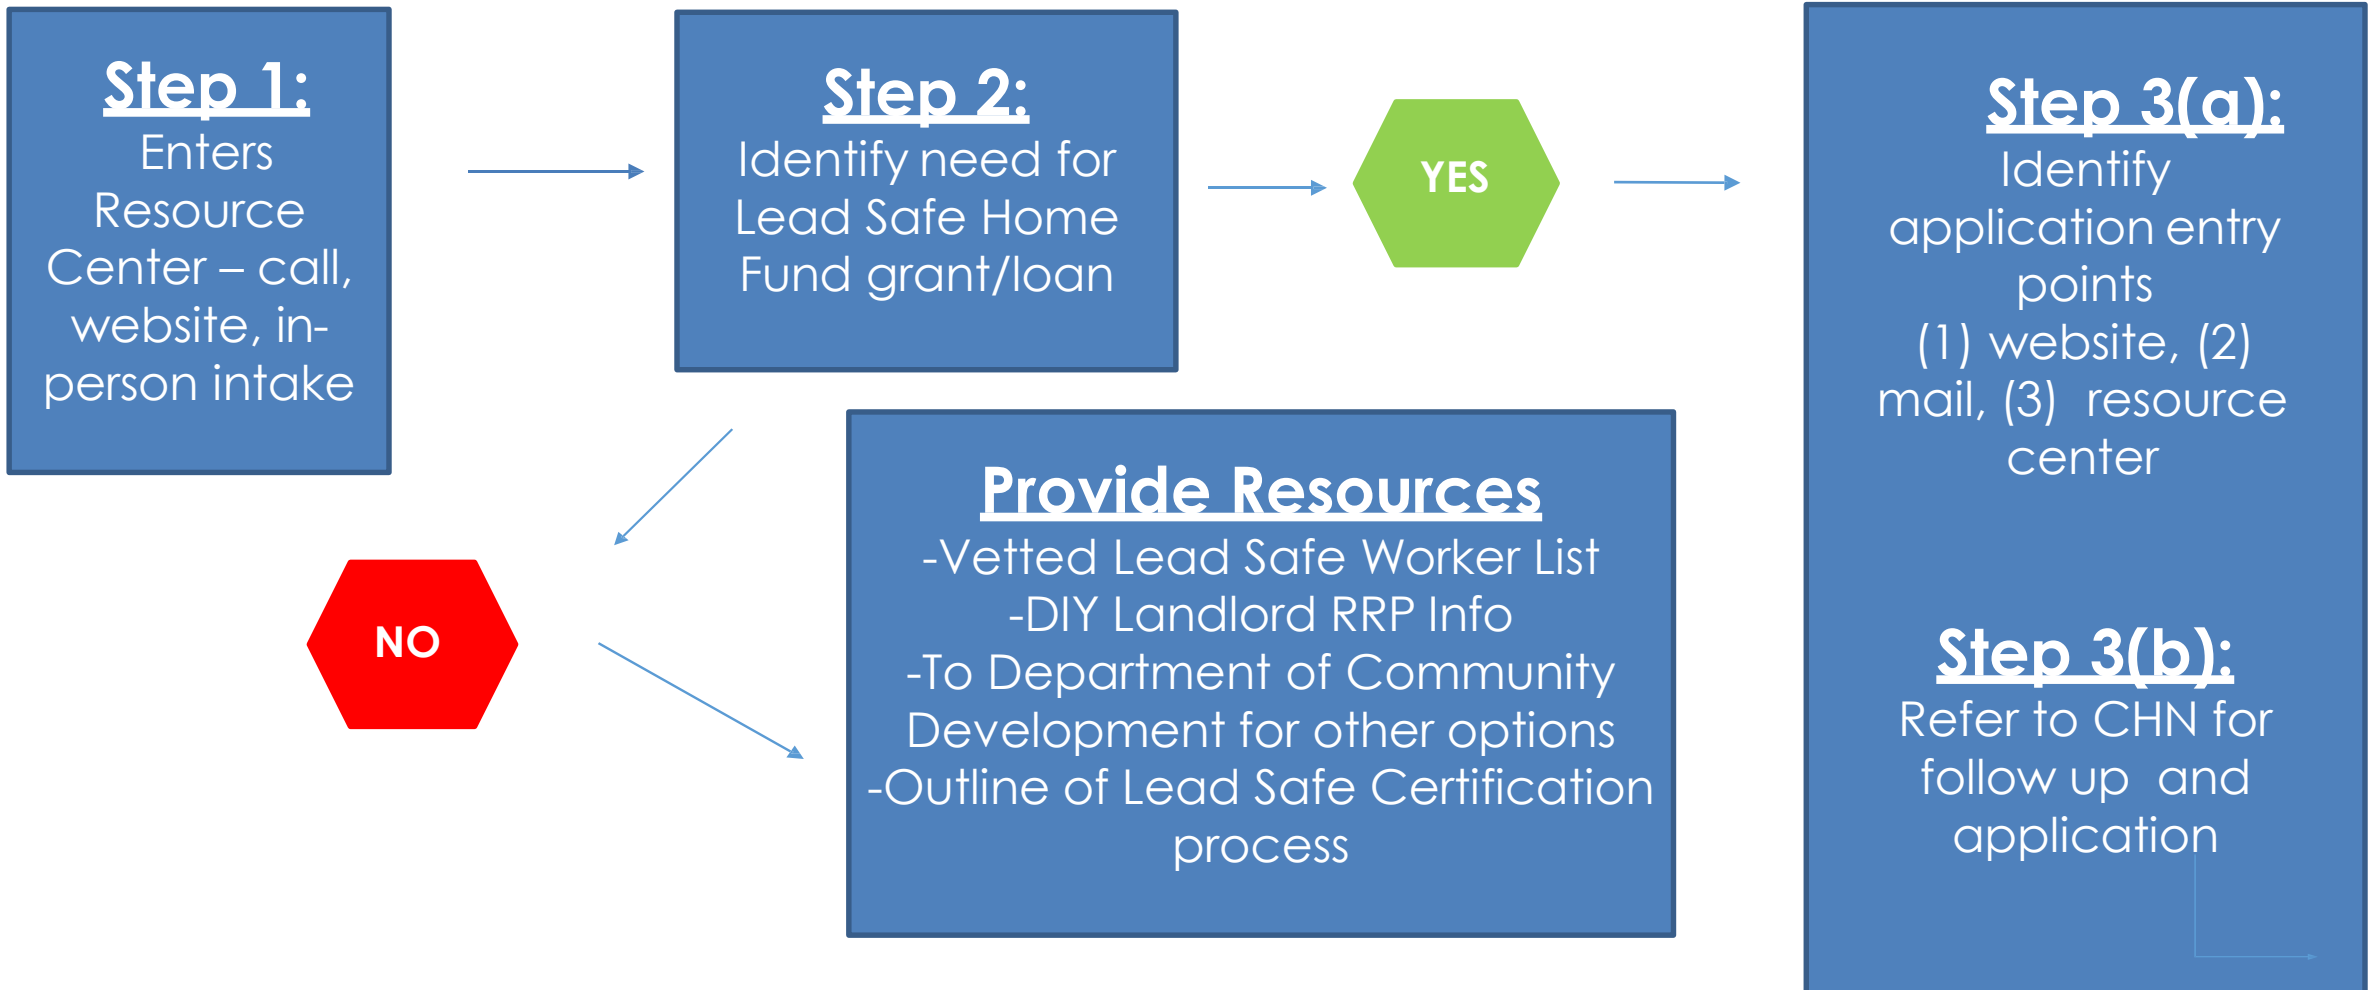 Step 1:
Enters
Resource
Center – call,
website, in-
person intake
Step 2:
Identify need for
Lead Safe Home
Fund grant/loan
YES
Step 3(a):
Identify
application entry
points
(1) website, (2)
mail, (3) resource
center
Step 3(b):
Refer to CHN for
follow up and
application
NO
Provide Resources
-Vetted Lead Safe Worker List
-DIY Landlord RRP Info
-To Department of Community
Development for other options
-Outline of Lead Safe Certification
process